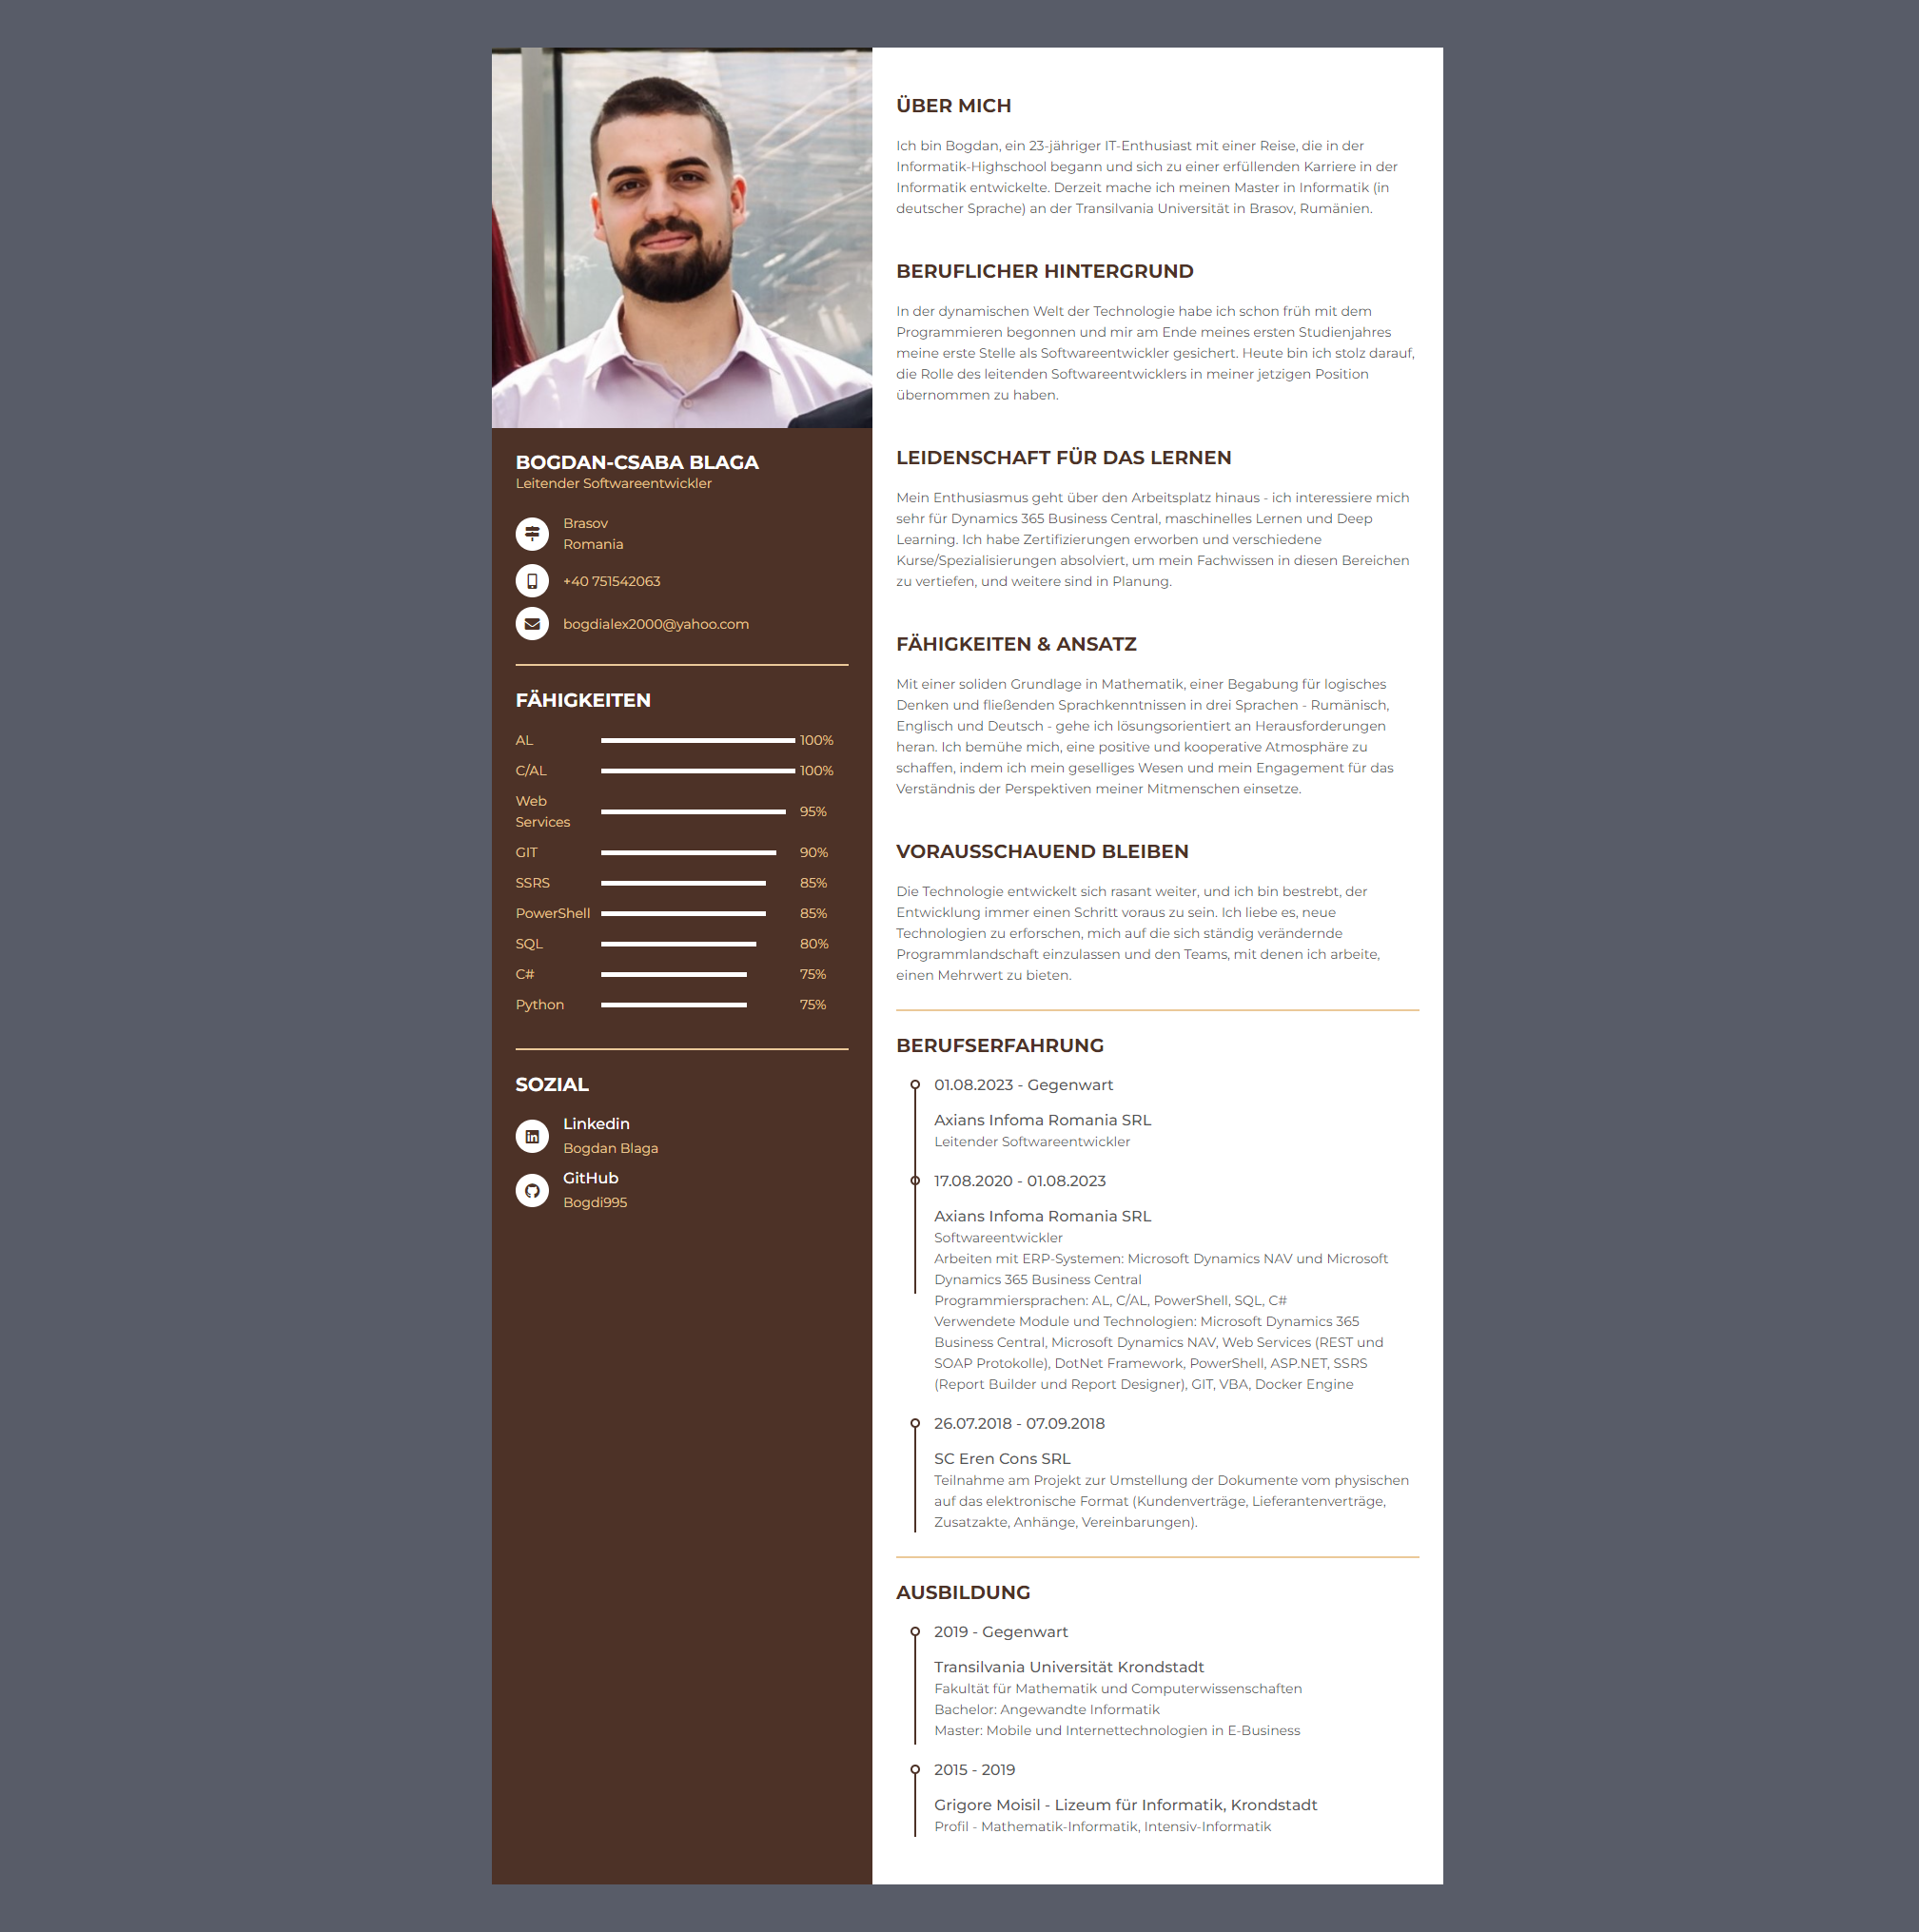 BOGDAN-CSABA BLAGA
Leitender Softwareentwickler
Brasov
Romania
+40 751542063
bogdialex2000@yahoo.com
FÄHIGKEITEN
AL 100%
C/AL 100%
Web
Services 95%
GIT 90%
SSRS 85%
PowerShell 85%
SQL 80%
C# 75%
Python 75%
SOZIAL
Linkedin
Bogdan Blaga
GitHub
Bogdi995
ÜBER MICH
Ich bin Bogdan, ein 23-jähriger IT-Enthusiast mit einer Reise, die in der
Informatik-Highschool begann und sich zu einer erfüllenden Karriere in der
Informatik entwickelte. Derzeit mache ich meinen Master in Informatik (in
deutscher Sprache) an der Transilvania Universität in Brasov, Rumänien.
BERUFLICHER HINTERGRUND
In der dynamischen Welt der Technologie habe ich schon früh mit dem
Programmieren begonnen und mir am Ende meines ersten Studienjahres
meine erste Stelle als Softwareentwickler gesichert. Heute bin ich stolz darauf,
die Rolle des leitenden Softwareentwicklers in meiner jetzigen Position
übernommen zu haben.
LEIDENSCHAFT FÜR DAS LERNEN
Mein Enthusiasmus geht über den Arbeitsplatz hinaus - ich interessiere mich
sehr für Dynamics 365 Business Central, maschinelles Lernen und Deep
Learning. Ich habe Zertifizierungen erworben und verschiedene
Kurse/Spezialisierungen absolviert, um mein Fachwissen in diesen Bereichen
zu vertiefen, und weitere sind in Planung.
FÄHIGKEITEN & ANSATZ
Mit einer soliden Grundlage in Mathematik, einer Begabung für logisches
Denken und fließenden Sprachkenntnissen in drei Sprachen - Rumänisch,
Englisch und Deutsch - gehe ich lösungsorientiert an Herausforderungen
heran. Ich bemühe mich, eine positive und kooperative Atmosphäre zu
schaffen, indem ich mein geselliges Wesen und mein Engagement für das
Verständnis der Perspektiven meiner Mitmenschen einsetze.
VORAUSSCHAUEND BLEIBEN
Die Technologie entwickelt sich rasant weiter, und ich bin bestrebt, der
Entwicklung immer einen Schritt voraus zu sein. Ich liebe es, neue
Technologien zu erforschen, mich auf die sich ständig verändernde
Programmlandschaft einzulassen und den Teams, mit denen ich arbeite,
einen Mehrwert zu bieten.
BERUFSERFAHRUNG
01.08.2023 - Gegenwart
Axians Infoma Romania SRL
Leitender Softwareentwickler
17.08.2020 - 01.08.2023
Axians Infoma Romania SRL
Softwareentwickler
Arbeiten mit ERP-Systemen: Microsoft Dynamics NAV und Microsoft
Dynamics 365 Business Central
Programmiersprachen: AL, C/AL, PowerShell, SQL, C#
Verwendete Module und Technologien: Microsoft Dynamics 365
Business Central, Microsoft Dynamics NAV, Web Services (REST und
SOAP Protokolle), DotNet Framework, PowerShell, ASP.NET, SSRS
(Report Builder und Report Designer), GIT, VBA, Docker Engine
26.07.2018 - 07.09.2018
SC Eren Cons SRL
Teilnahme am Projekt zur Umstellung der Dokumente vom physischen
auf das elektronische Format (Kundenverträge, Lieferantenverträge,
Zusatzakte, Anhänge, Vereinbarungen).
AUSBILDUNG
2019 - Gegenwart
Transilvania Universität Krondstadt
Fakultät für Mathematik und Computerwissenschaften
Bachelor: Angewandte Informatik
Master: Mobile und Internettechnologien in E-Business
2015 - 2019
Grigore Moisil - Lizeum für Informatik, Krondstadt
Profil - Mathematik-Informatik, Intensiv-Informatik